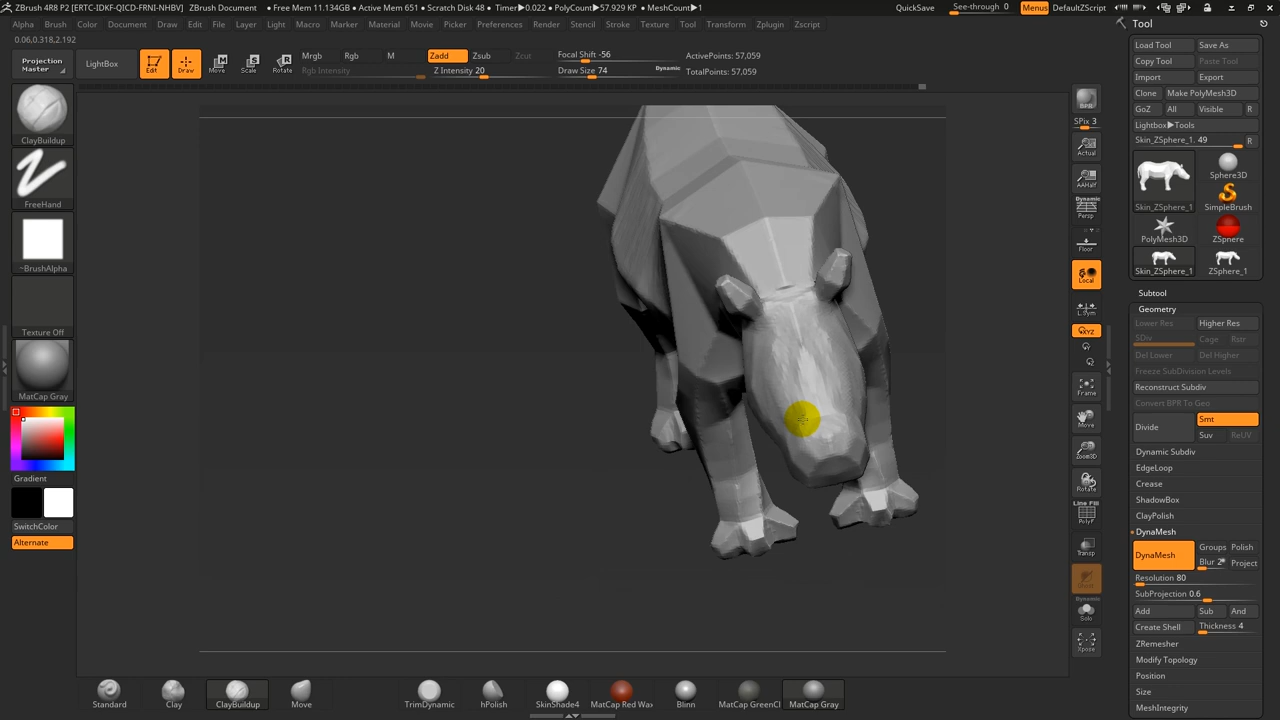 ZBrush 4R8 P2 [ERTC-IDKF-QICD-FRNI-NHBV] ZBrush Document • Free Mem 11.134GB • Active Mem 651 • Scratch Disk 48 • Timer▶0.022 • PolyCount▶57.929 KP • MeshCount▶1 QuickSave See-through 0 Menus DefaultZScript
Alpha Brush Color Document Draw Edit File Layer Light Macro Marker Material Movie Picker Preferences Render Stencil Stroke Texture Tool Transform Zplugin Zscript
0.06,0.318,2.192
Projection Master
LightBox
Edit Draw Move Scale Rotate
Mrgb Rgb M
Rgb Intensity
Zadd Zsub Zcut
Z Intensity 20
Focal Shift -56
Draw Size 74
Dynamic
ActivePoints: 57,059
TotalPoints: 57,059
ClayBuildup
FreeHand
~BrushAlpha
Texture Off
MatCap Gray
Gradient
SwitchColor
Alternate
BPR
SPix 3
Actual
AAHalf
Dynamic
Persp
Floor
Local
L.Sym
XYZ
Frame
Move
Zoom3D
Rotate
Line Fill
PolyF
Transp
Dynamic
Solo
Xpose
Tool
Load Tool Save As
Copy Tool Paste Tool
Import Export
Clone Make PolyMesh3D
GoZ All Visible R
Lightbox▶Tools
Skin_ZSphere_1. 49 R
Skin_ZSphere_1 Sphere3D
SimpleBrush
PolyMesh3D ZSphere
Skin_ZSphere_1 ZSphere_1
Subtool
Geometry
Lower Res Higher Res
SDiv Cage Rstr
Del Lower Del Higher
Freeze SubDivision Levels
Reconstruct Subdiv
Convert BPR To Geo
Divide Smt
Suv ReUV
Dynamic Subdiv
EdgeLoop
Crease
ShadowBox
ClayPolish
DynaMesh
DynaMesh Groups Polish
Blur 2 Project
Resolution 80
SubProjection 0.6
Add Sub And
Create Shell Thickness 4
ZRemesher
Modify Topology
Position
Size
MeshIntegrity
Standard Clay ClayBuildup Move TrimDynamic hPolish SkinShade4 MatCap Red Wax Blinn MatCap GreenCl MatCap Gray